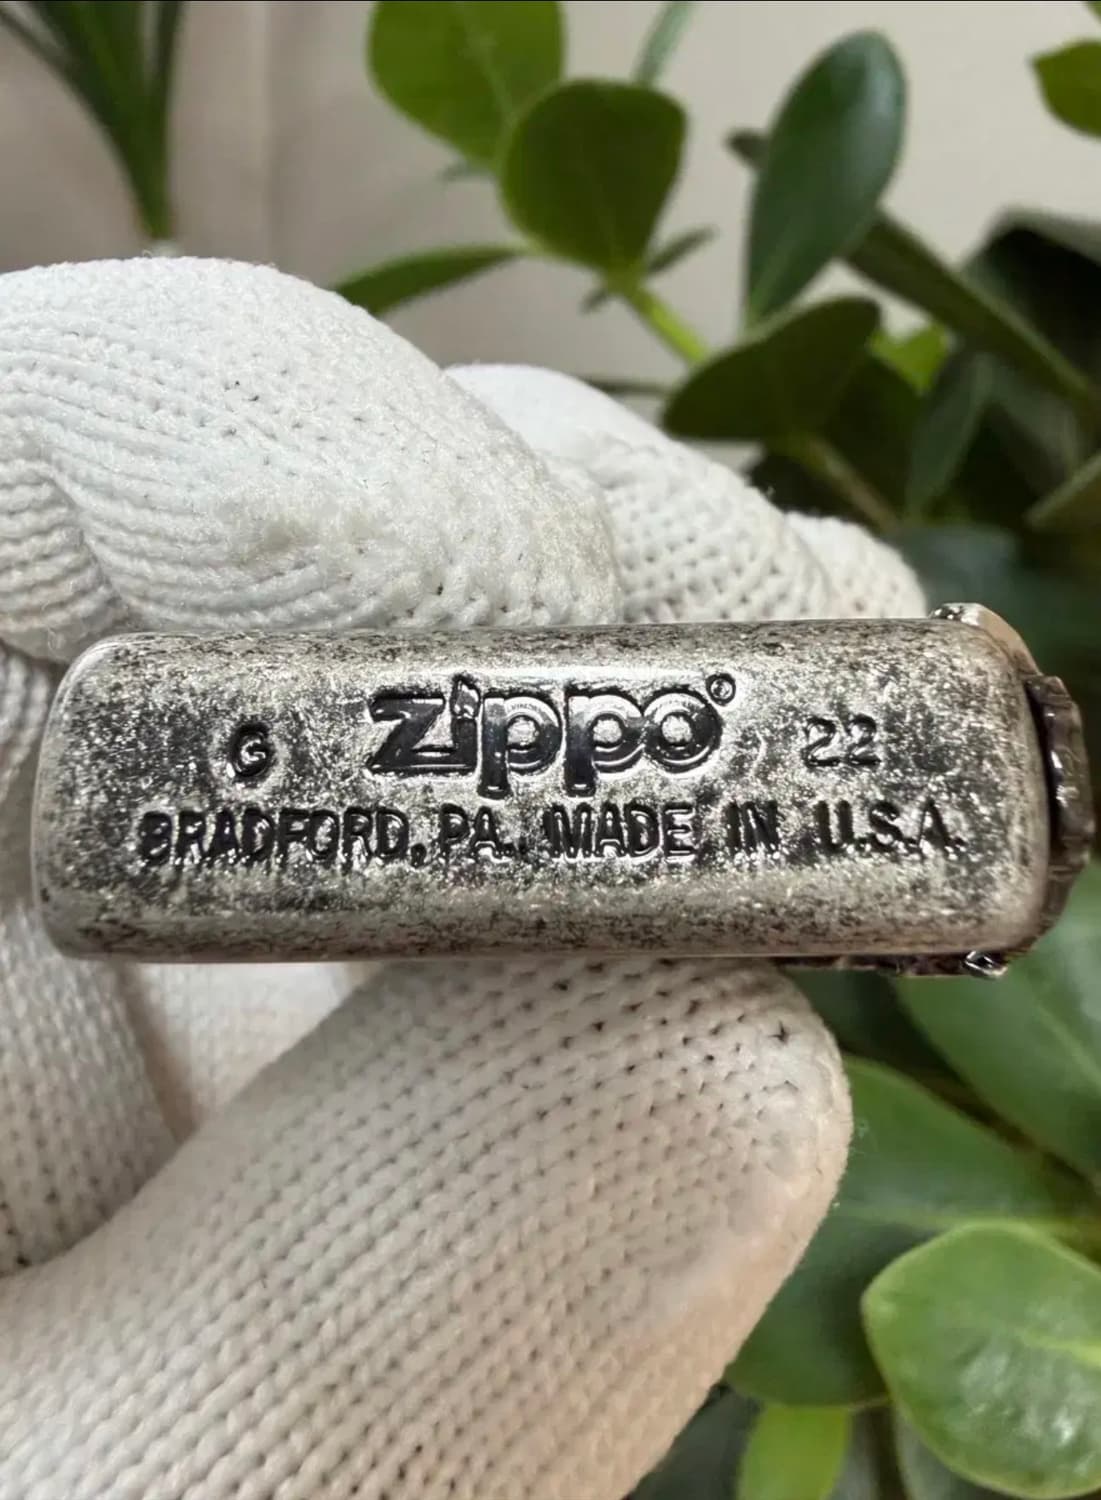 G zippo® 22
BRADFORD, PA. MADE IN U.S.A.